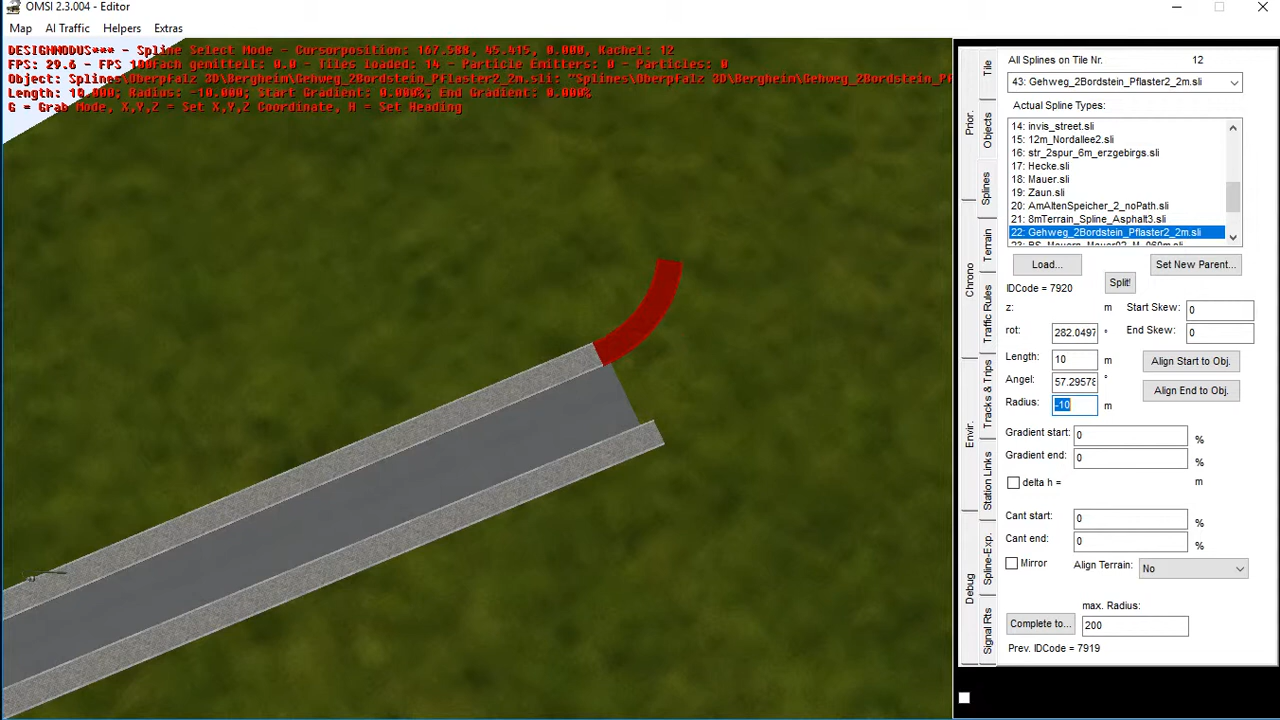 OMSI 2.3.004 - Editor
Map AI Traffic Helpers Extras
DESIGNMODUS*** - Spline Select Mode - Cursorposition: 167.588, 45.415, 0.000, Kachel: 12
FPS: 29.6 - FPS 100fach gemittelt: 0.0 - Tiles loaded: 14 - Particle Emitters: 0 - Particles: 0
Object: Splines\Oberpfalz 3D\Bergheim\Gehweg_2Bordstein_Pflaster2_2m.sli: "Splines\Oberpfalz 3D\Bergheim\Gehweg_2Bordstein_Pf
Length: 10.000; Radius: -10.000; Start Gradient: 0.000%; End Gradient: 0.000%
G = Grab Mode, X,Y,Z = Set X,Y,Z Coordinate, H = Set Heading
Tile
Objects
Splines
Terrain
Traffic Rules
Tracks & Trips
Station Links
Spline-Exp.
Signal Rts
Prior.
Chrono
Envir.
Debug
All Splines on Tile Nr. 12
43: Gehweg_2Bordstein_Pflaster2_2m.sli
Actual Spline Types:
14: invis_street.sli
15: 12m_Nordallee2.sli
16: str_2spur_6m_erzgebirgs.sli
17: Hecke.sli
18: Mauer.sli
19: Zaun.sli
20: AmAltenSpeicher_2_noPath.sli
21: 8mTerrain_Spline_Asphalt3.sli
22: Gehweg_2Bordstein_Pflaster2_2m.sli
Load... Set New Parent...
IDCode = 7920 Split!
z: m Start Skew: 0
rot: 282.0497 ° End Skew: 0
Length: 10 m Align Start to Obj.
Angel: 57.29578 ° Align End to Obj.
Radius: -10 m
Gradient start: 0 %
Gradient end: 0 %
delta h = m
Cant start: 0 %
Cant end: 0 %
Mirror Align Terrain: No
max. Radius:
Complete to... 200
Prev. IDCode = 7919